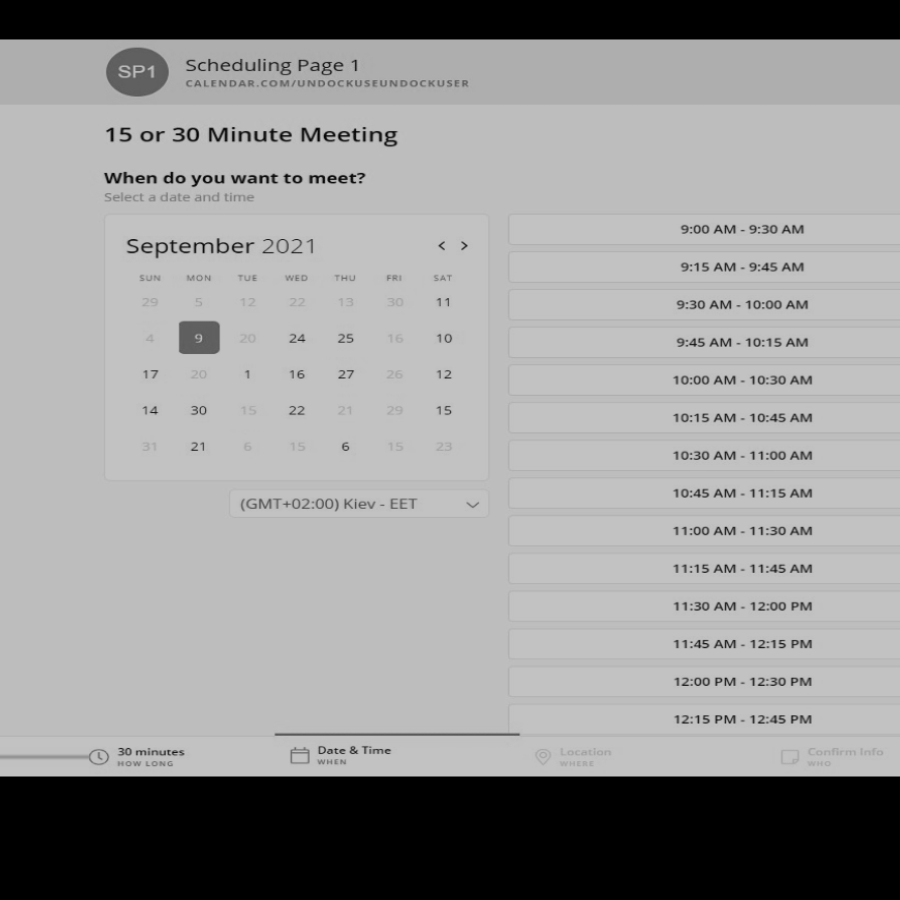 SP1
Scheduling Page 1
CALENDAR.COM/UNDOCKUSEUNDOCKUSER
15 or 30 Minute Meeting
When do you want to meet?
Select a date and time
September 2021
< >
SUN MON TUE WED THU FRI SAT
29 5 12 22 13 30 11
4 9 20 24 25 16 10
17 20 1 16 27 26 12
14 30 15 22 21 29 15
31 21 6 15 6 15 23
(GMT+02:00) Kiev - EET
9:00 AM - 9:30 AM
9:15 AM - 9:45 AM
9:30 AM - 10:00 AM
9:45 AM - 10:15 AM
10:00 AM - 10:30 AM
10:15 AM - 10:45 AM
10:30 AM - 11:00 AM
10:45 AM - 11:15 AM
11:00 AM - 11:30 AM
11:15 AM - 11:45 AM
11:30 AM - 12:00 PM
11:45 AM - 12:15 PM
12:00 PM - 12:30 PM
12:15 PM - 12:45 PM
30 minutes
HOW LONG
Date & Time
WHEN
Location
WHERE
Confirm Info
WHO